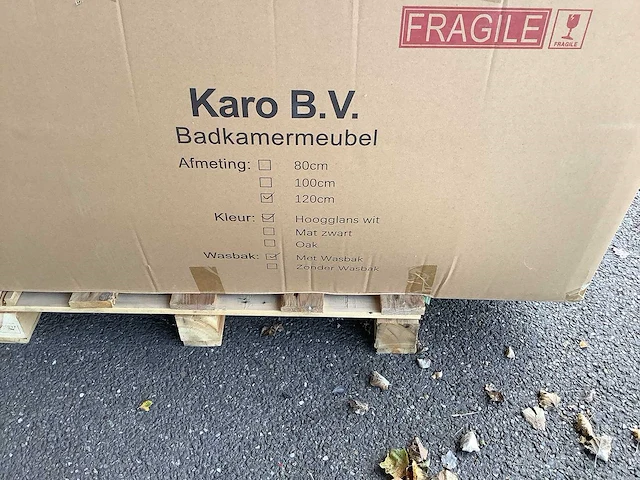 FRAGILE
FRAGILE
Karo B.V.
Badkamermeubel
Afmeting: ☐ 80cm
☐ 100cm
☑ 120cm
Kleur: ☑ Hoogglans wit
☐ Mat zwart
☐ Oak
Wasbak: ☑ Met Wasbak
☐ Zonder Wasbak